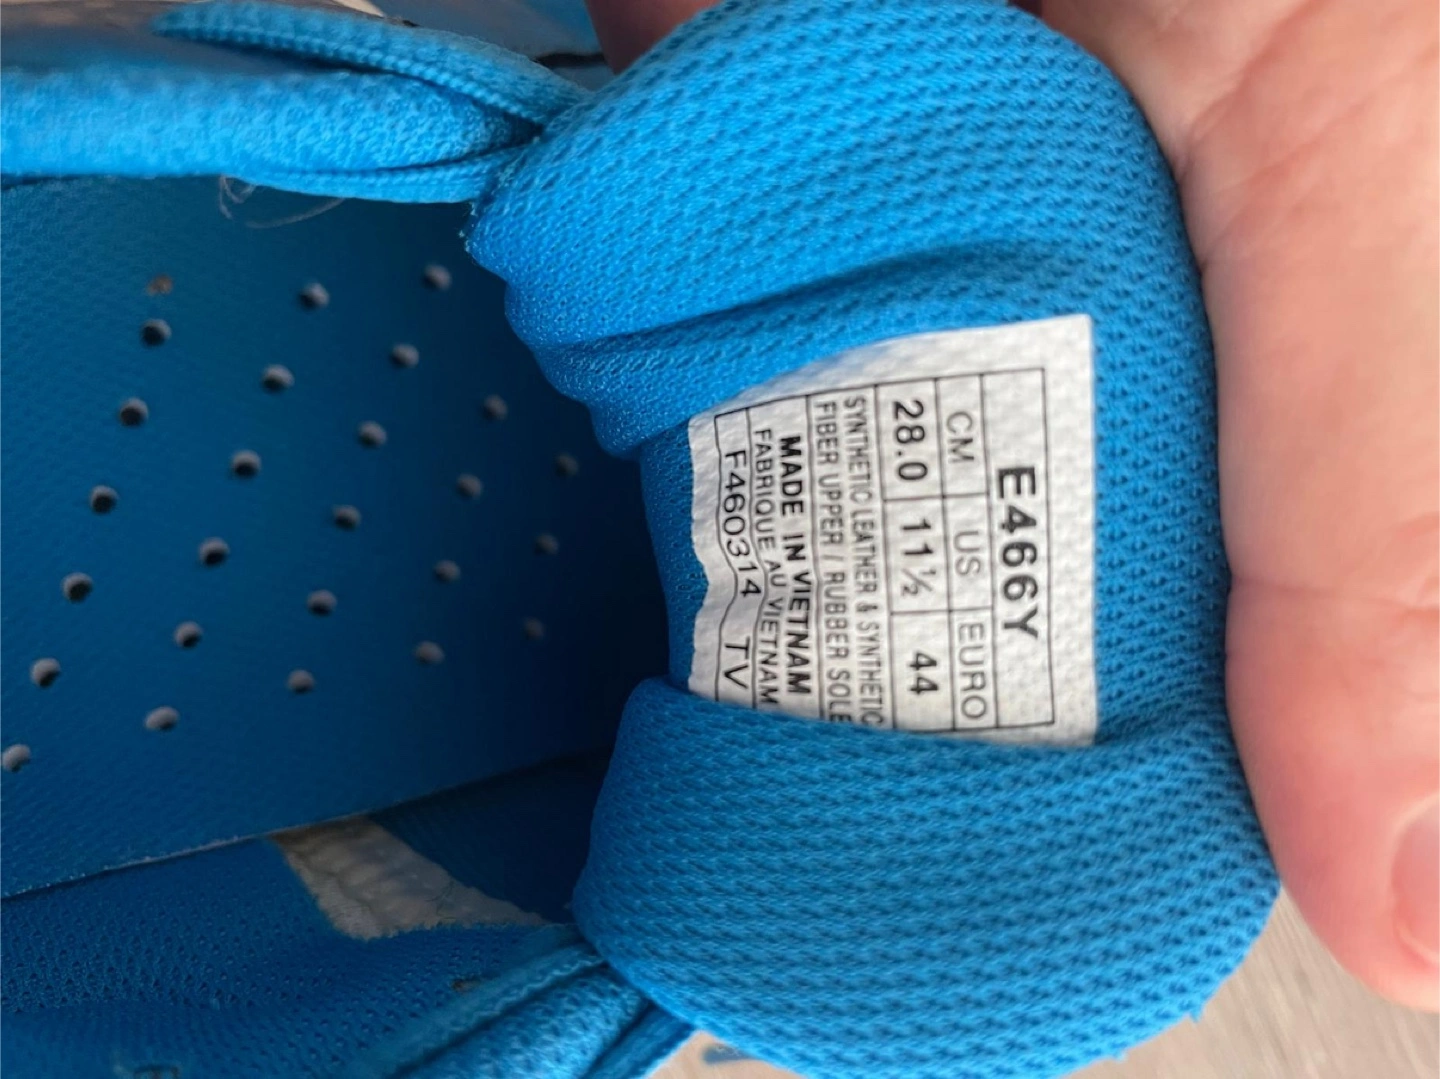 E466Y
CM US EURO
28.0 11½ 44
SYNTHETIC LEATHER & SYNTHETIC
FIBER UPPER / RUBBER SOLE
MADE IN VIETNAM
FABRIQUE AU VIETNAM
F460314 TV